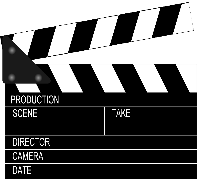 PRODUCTION
SCENE TAKE
DIRECTOR
CAMERA
DATE